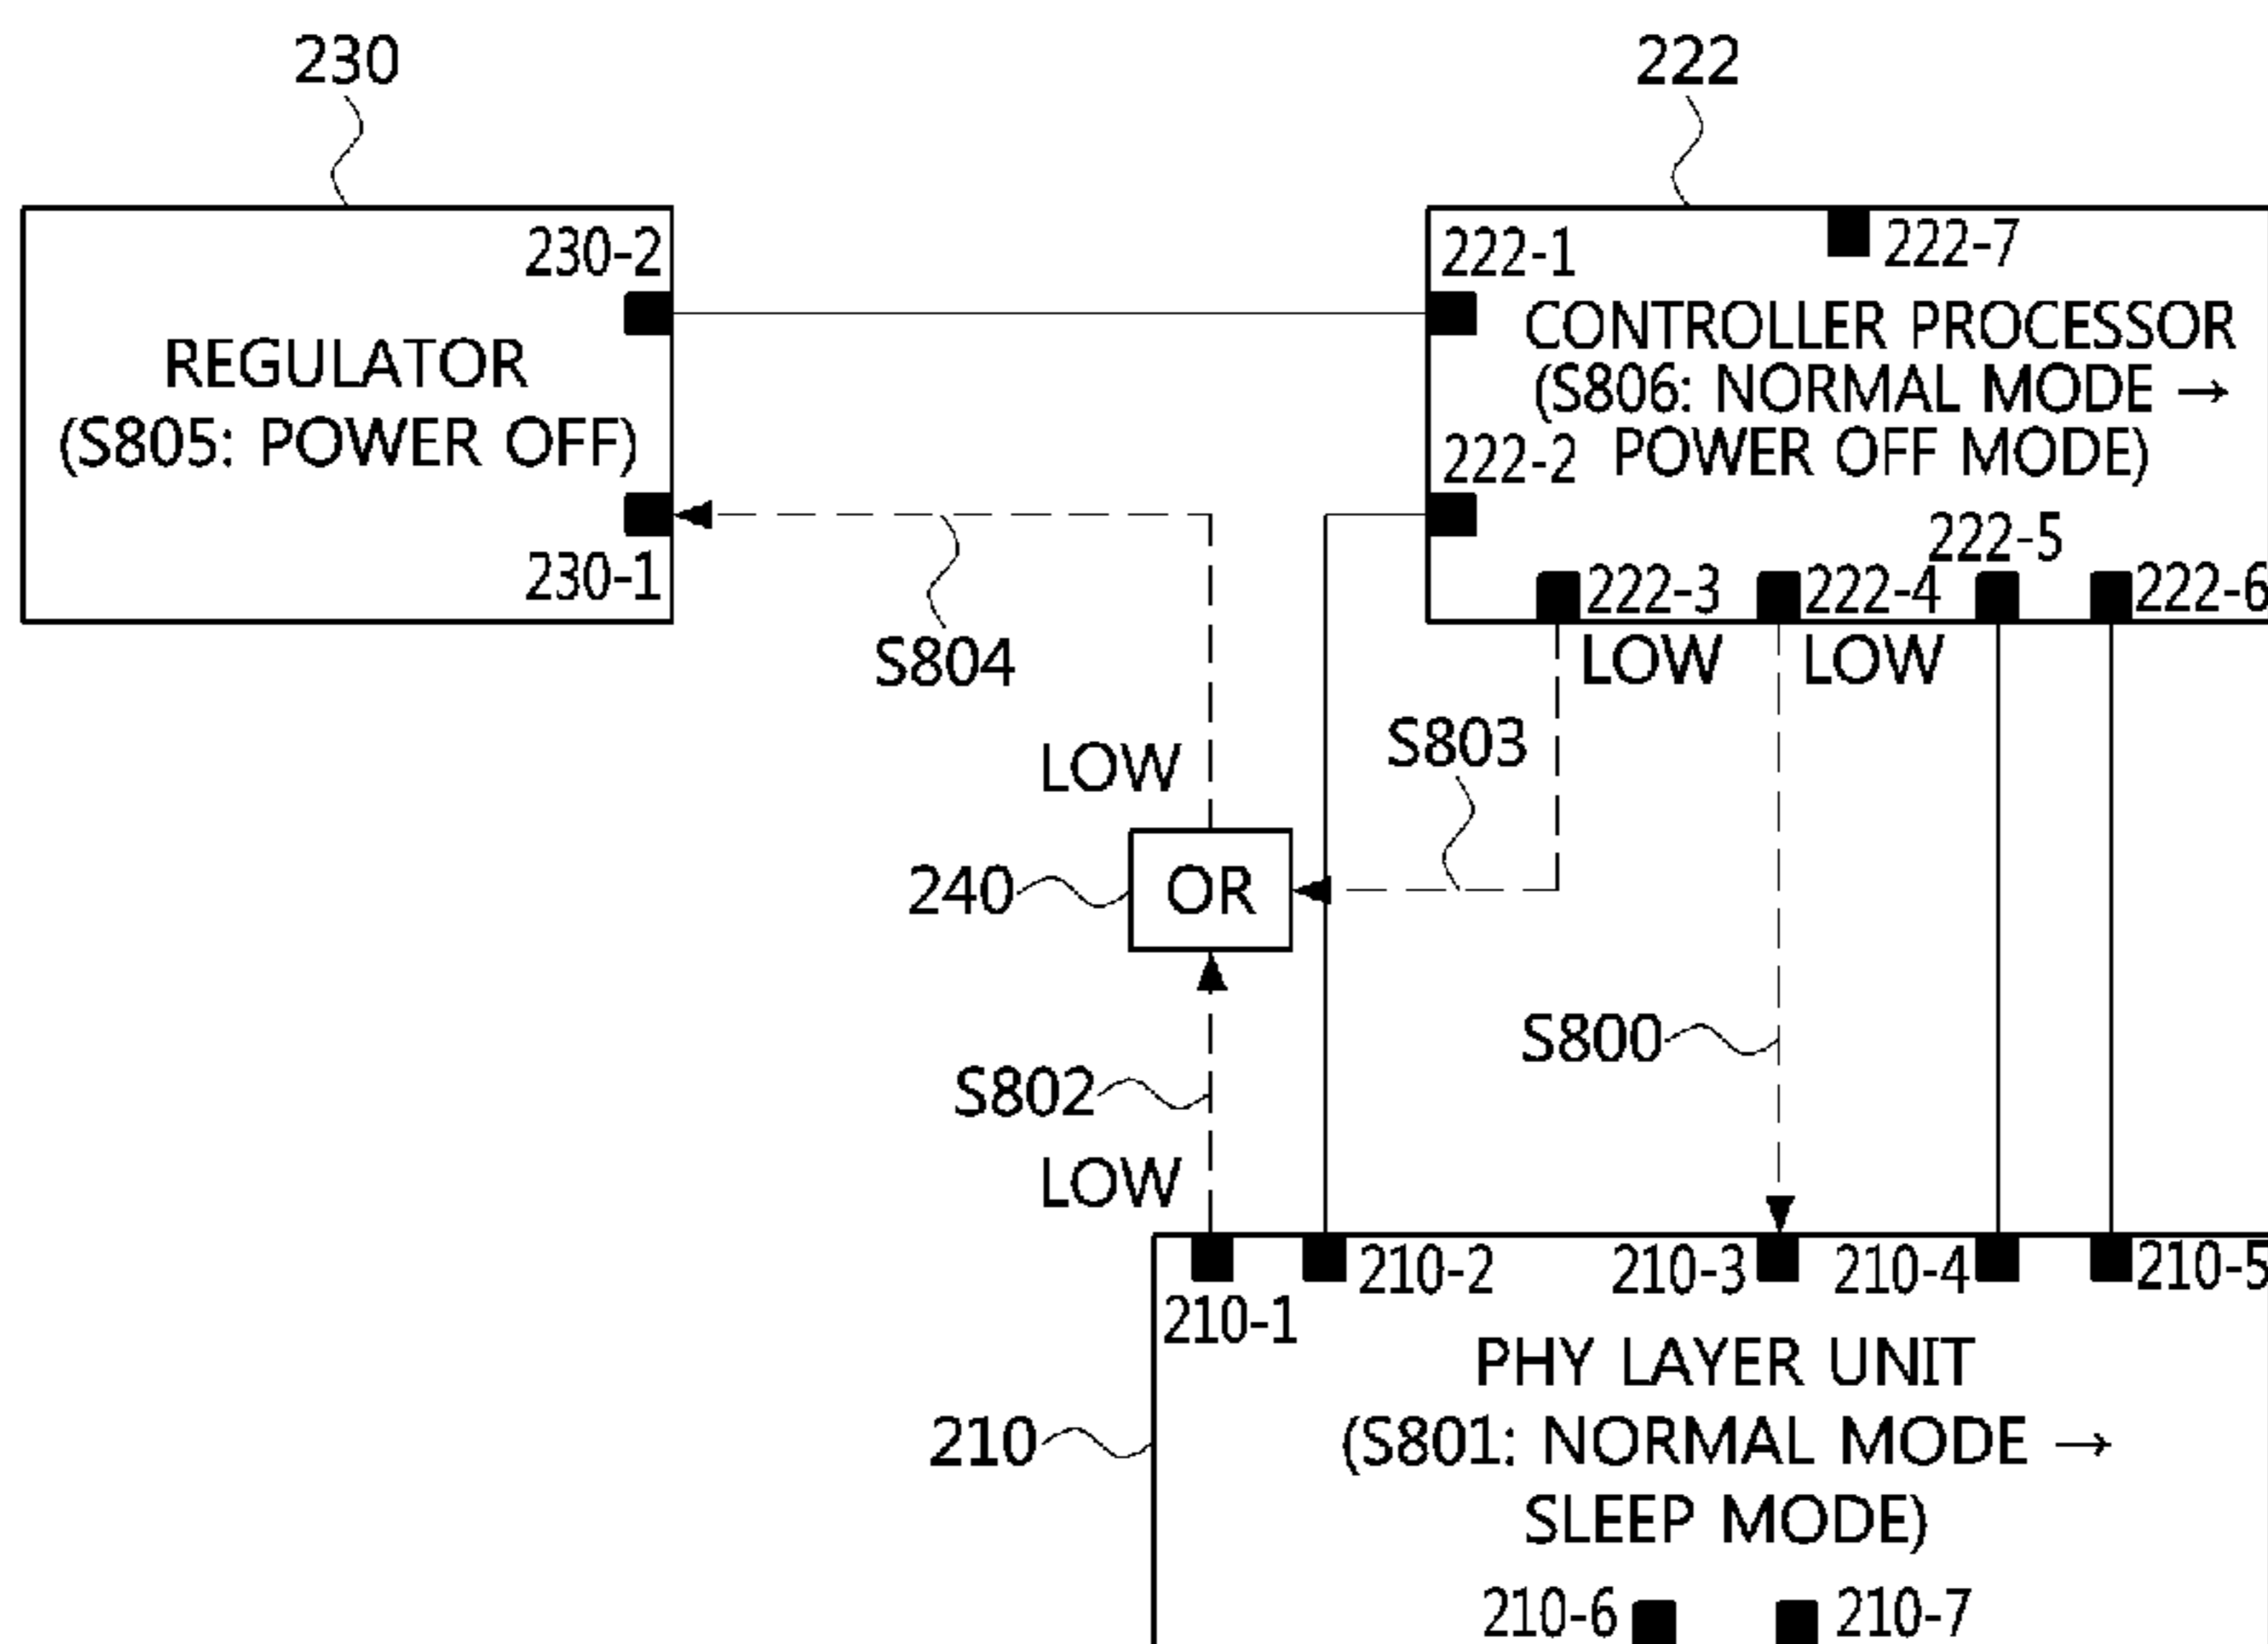 230
222
230-2
REGULATOR
(S805: POWER OFF)
230-1
222-1
222-7
CONTROLLER PROCESSOR
(S806: NORMAL MODE →
222-2 POWER OFF MODE)
222-5
222-3
222-4
222-6
LOW
LOW
S804
S803
LOW
240
OR
S800
S802
LOW
210-1
210-2
210-3
210-4
210-5
PHY LAYER UNIT
210
(S801: NORMAL MODE →
SLEEP MODE)
210-6
210-7